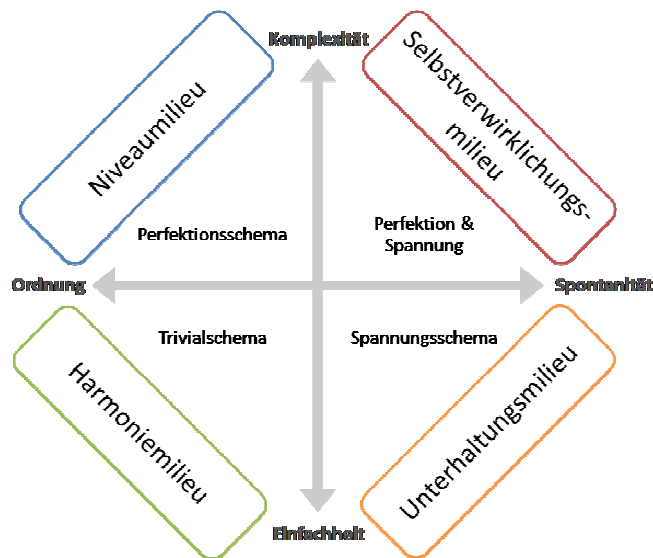 Komplexität
Niveaumilieu
Selbstverwirklichungs-
milieu
Perfektionsschema
Perfektion &
Spannung
Ordnung
Spontanität
Trivialschema
Spannungsschema
Harmoniemilieu
Unterhaltungsmilieu
Einfachheit